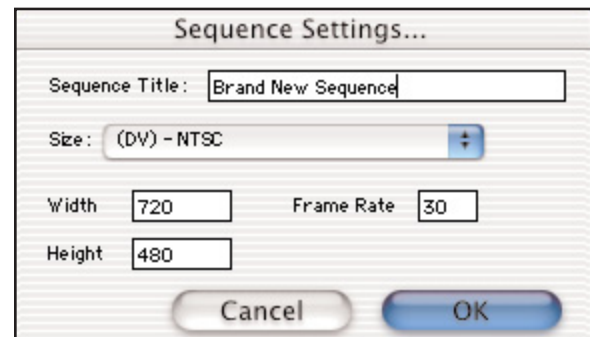 Sequence Settings...
Sequence Title: Brand New Sequence
Size: (DV) - NTSC
Width 720 Frame Rate 30
Height 480
Cancel OK